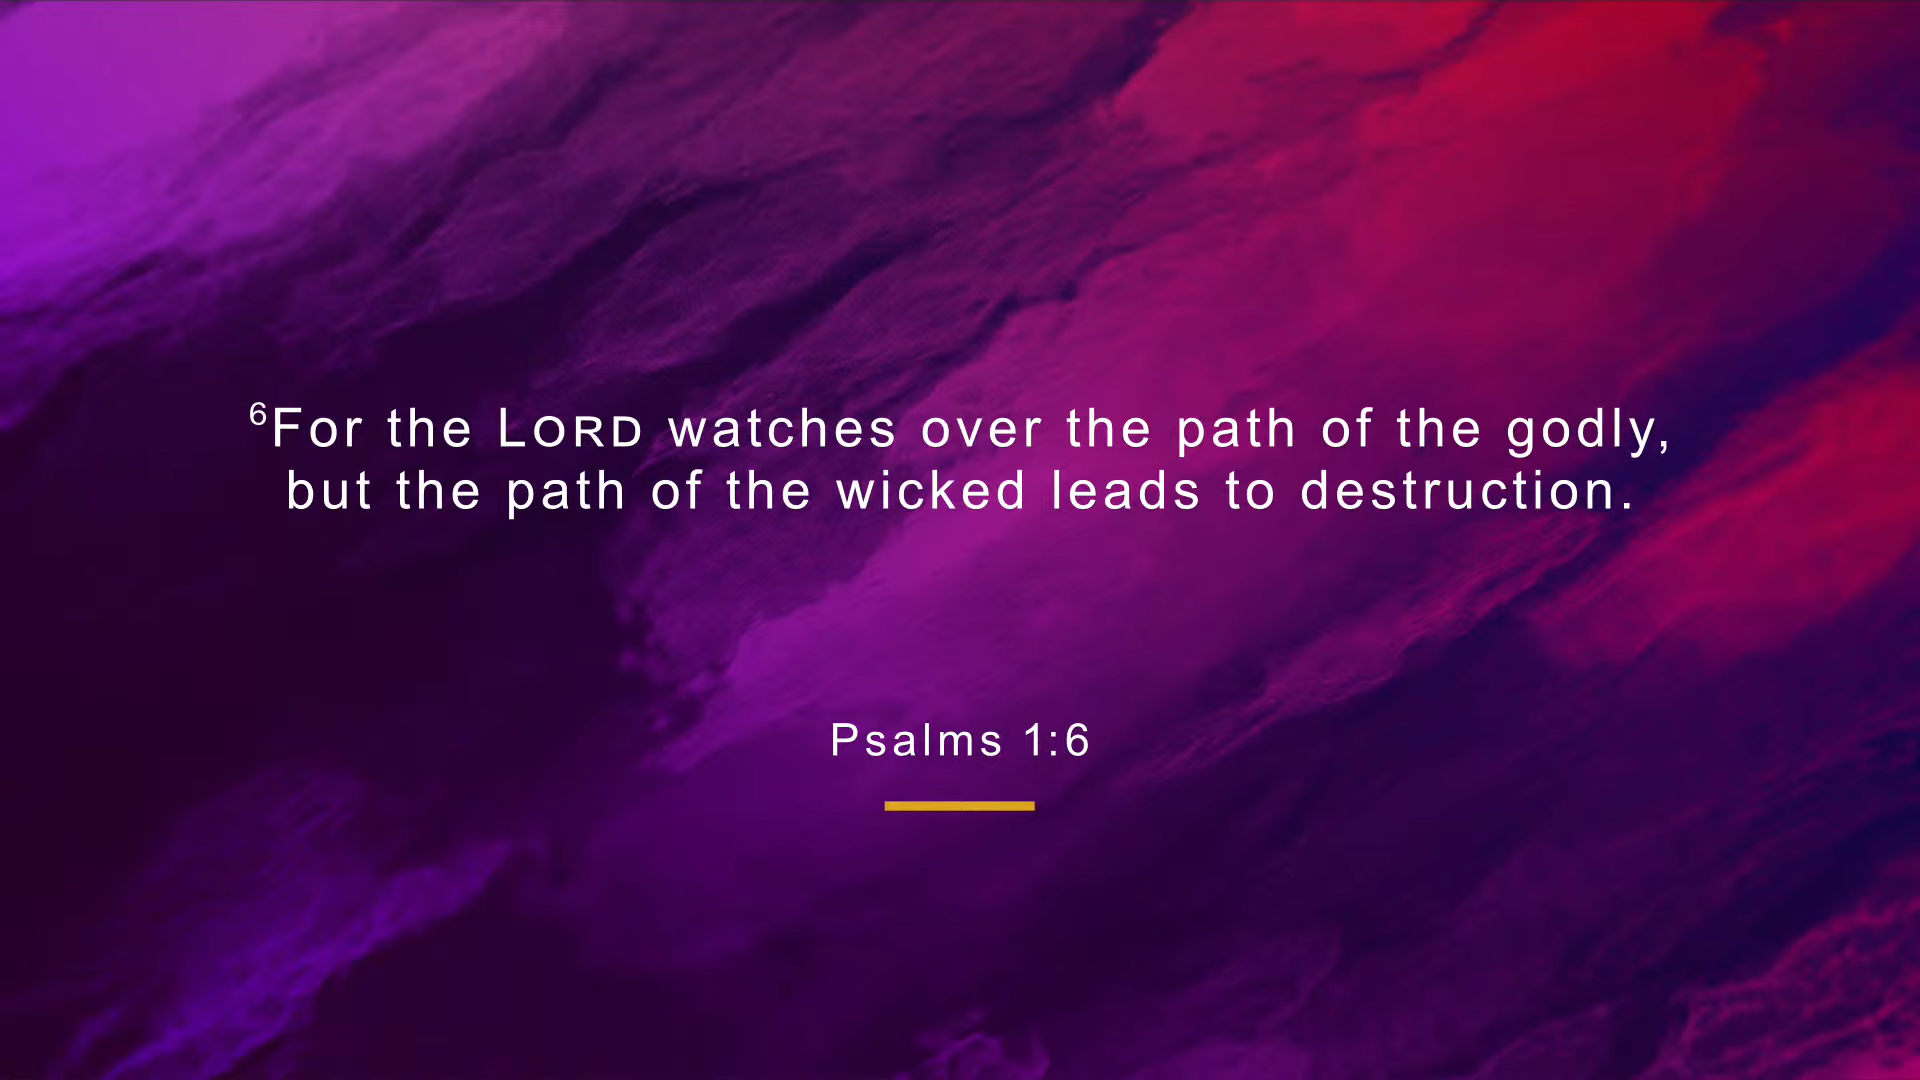 ⁶For the LORD watches over the path of the godly,
but the path of the wicked leads to destruction.
Psalms 1:6